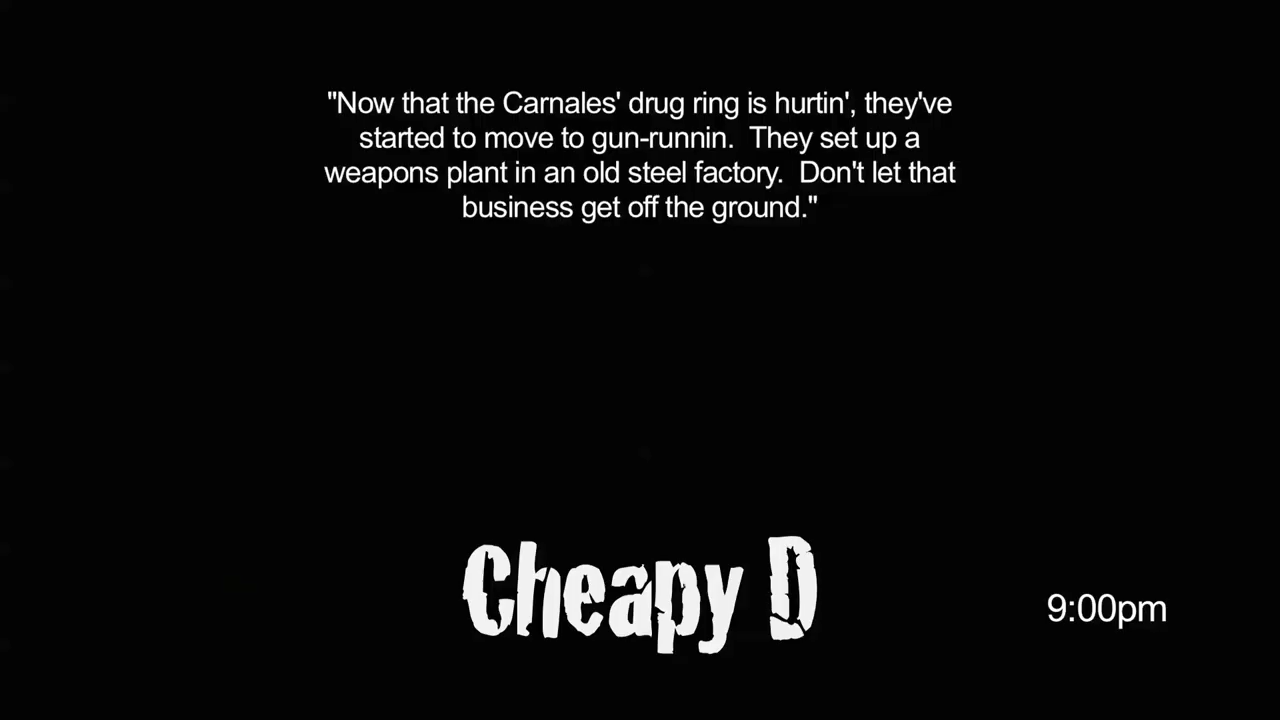 "Now that the Carnales' drug ring is hurtin', they've
started to move to gun-runnin.  They set up a
weapons plant in an old steel factory.  Don't let that
business get off the ground."
Cheapy D
9:00pm